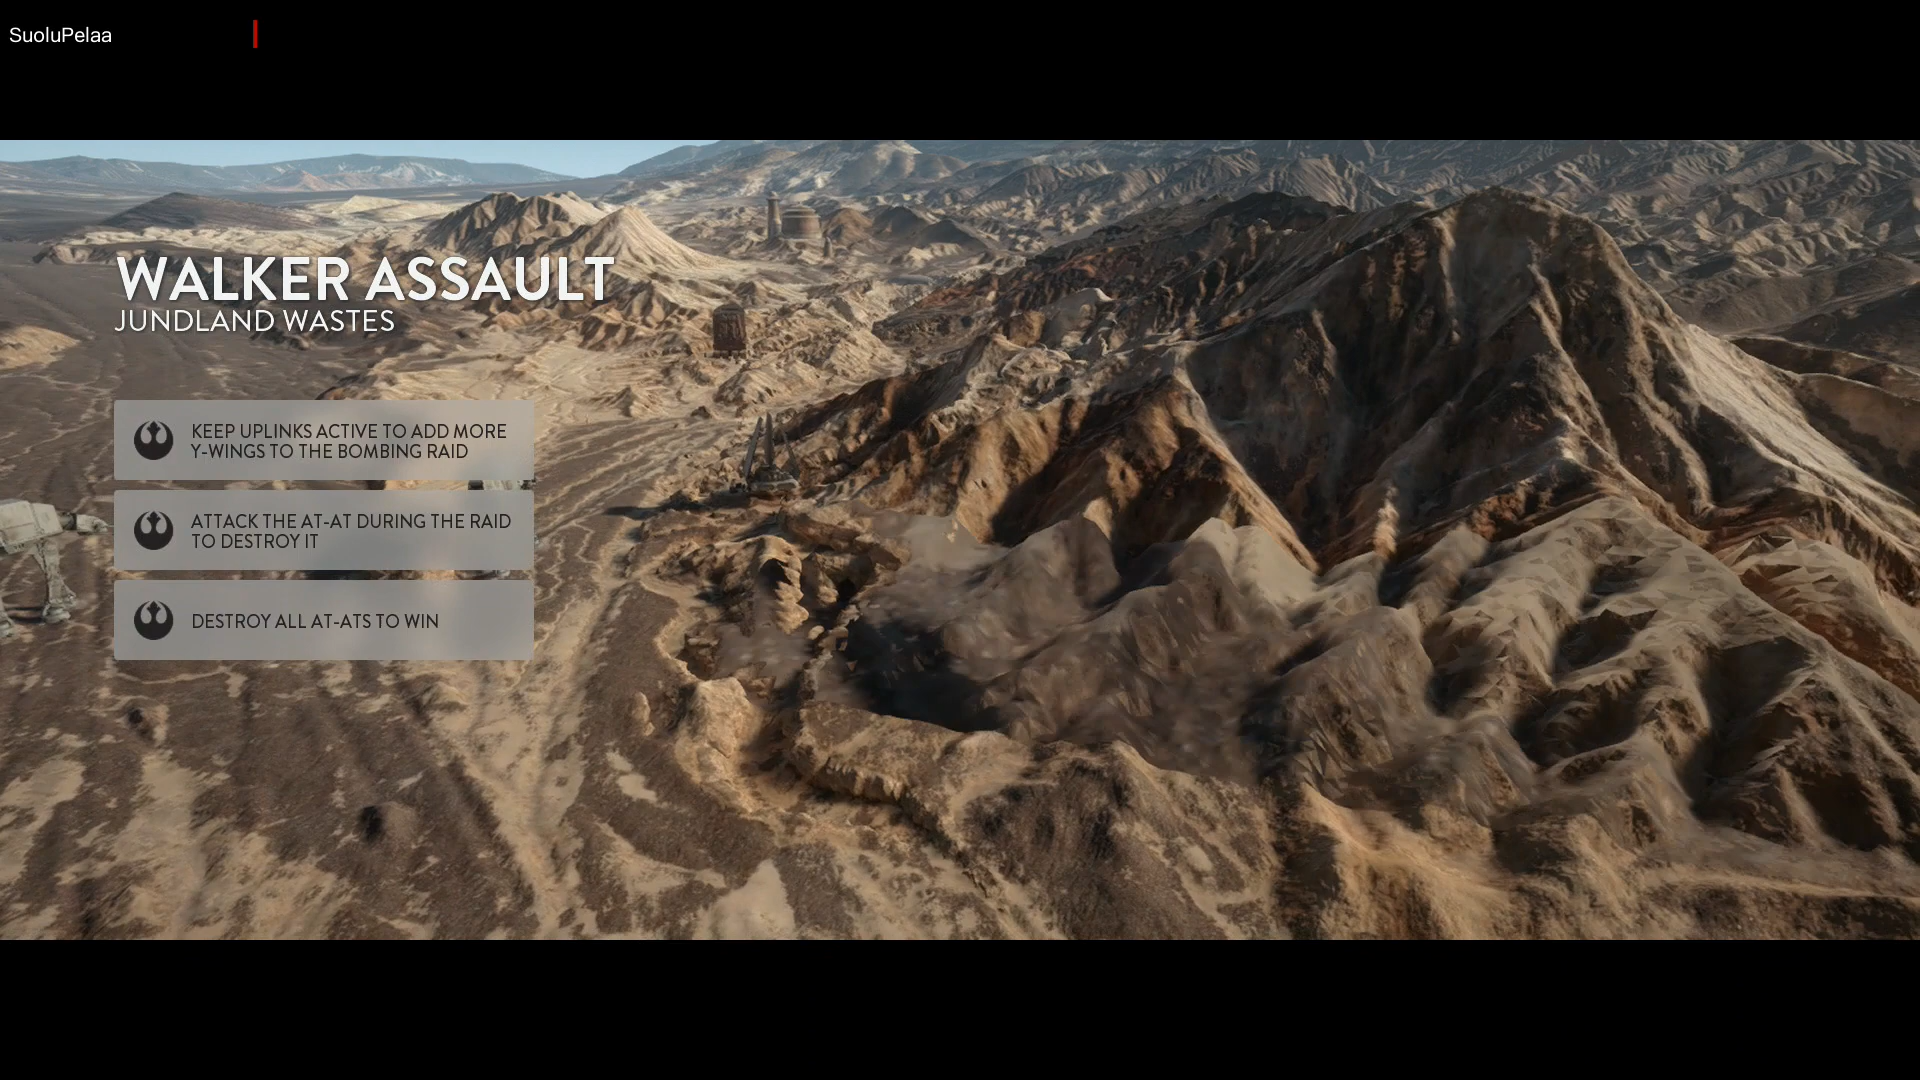 SuoluPelaa
WALKER ASSAULT
JUNDLAND WASTES
KEEP UPLINKS ACTIVE TO ADD MORE
Y-WINGS TO THE BOMBING RAID
ATTACK THE AT-AT DURING THE RAID
TO DESTROY IT
DESTROY ALL AT-ATS TO WIN